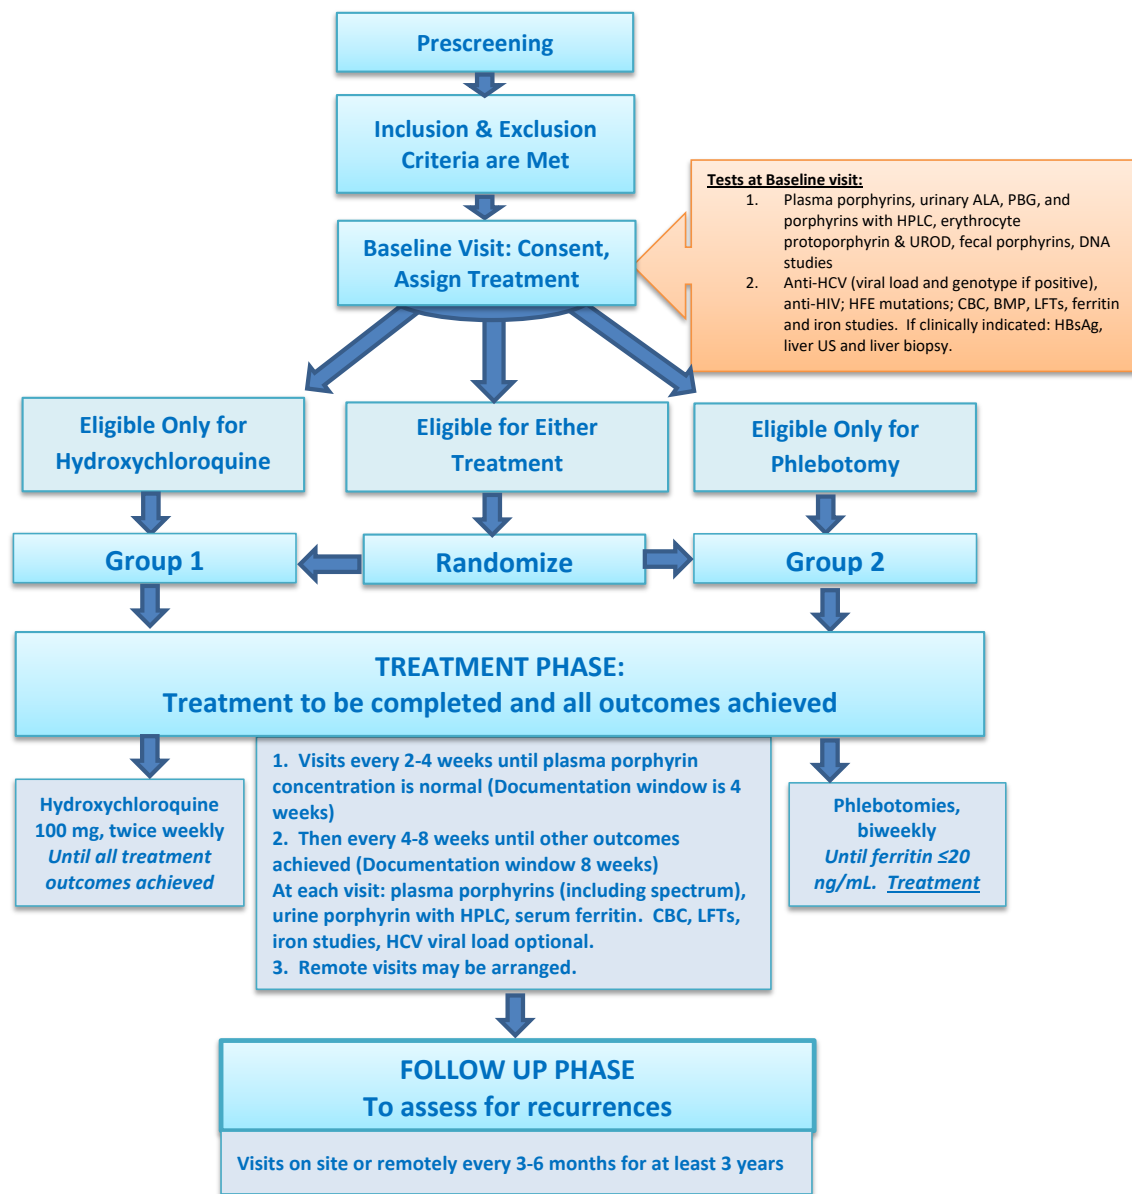 Prescreening
Inclusion & Exclusion
Criteria are Met
Baseline Visit: Consent,
Assign Treatment
Tests at Baseline visit:
1. Plasma porphyrins, urinary ALA, PBG, and
porphyrins with HPLC, erythrocyte
protoporphyrin & UROD, fecal porphyrins, DNA
studies
2. Anti-HCV (viral load and genotype if positive),
anti-HIV; HFE mutations; CBC, BMP, LFTs, ferritin
and iron studies. If clinically indicated: HBsAg,
liver US and liver biopsy.
Eligible Only for
Hydroxychloroquine
Eligible for Either
Treatment
Eligible Only for
Phlebotomy
Group 1
Randomize
Group 2
TREATMENT PHASE:
Treatment to be completed and all outcomes achieved
Hydroxychloroquine
100 mg, twice weekly
Until all treatment
outcomes achieved
1. Visits every 2-4 weeks until plasma porphyrin
concentration is normal (Documentation window is 4
weeks)
2. Then every 4-8 weeks until other outcomes
achieved (Documentation window 8 weeks)
At each visit: plasma porphyrins (including spectrum),
urine porphyrin with HPLC, serum ferritin. CBC, LFTs,
iron studies, HCV viral load optional.
3. Remote visits may be arranged.
Phlebotomies,
biweekly
Until ferritin ≤20
ng/mL. Treatment
FOLLOW UP PHASE
To assess for recurrences
Visits on site or remotely every 3-6 months for at least 3 years